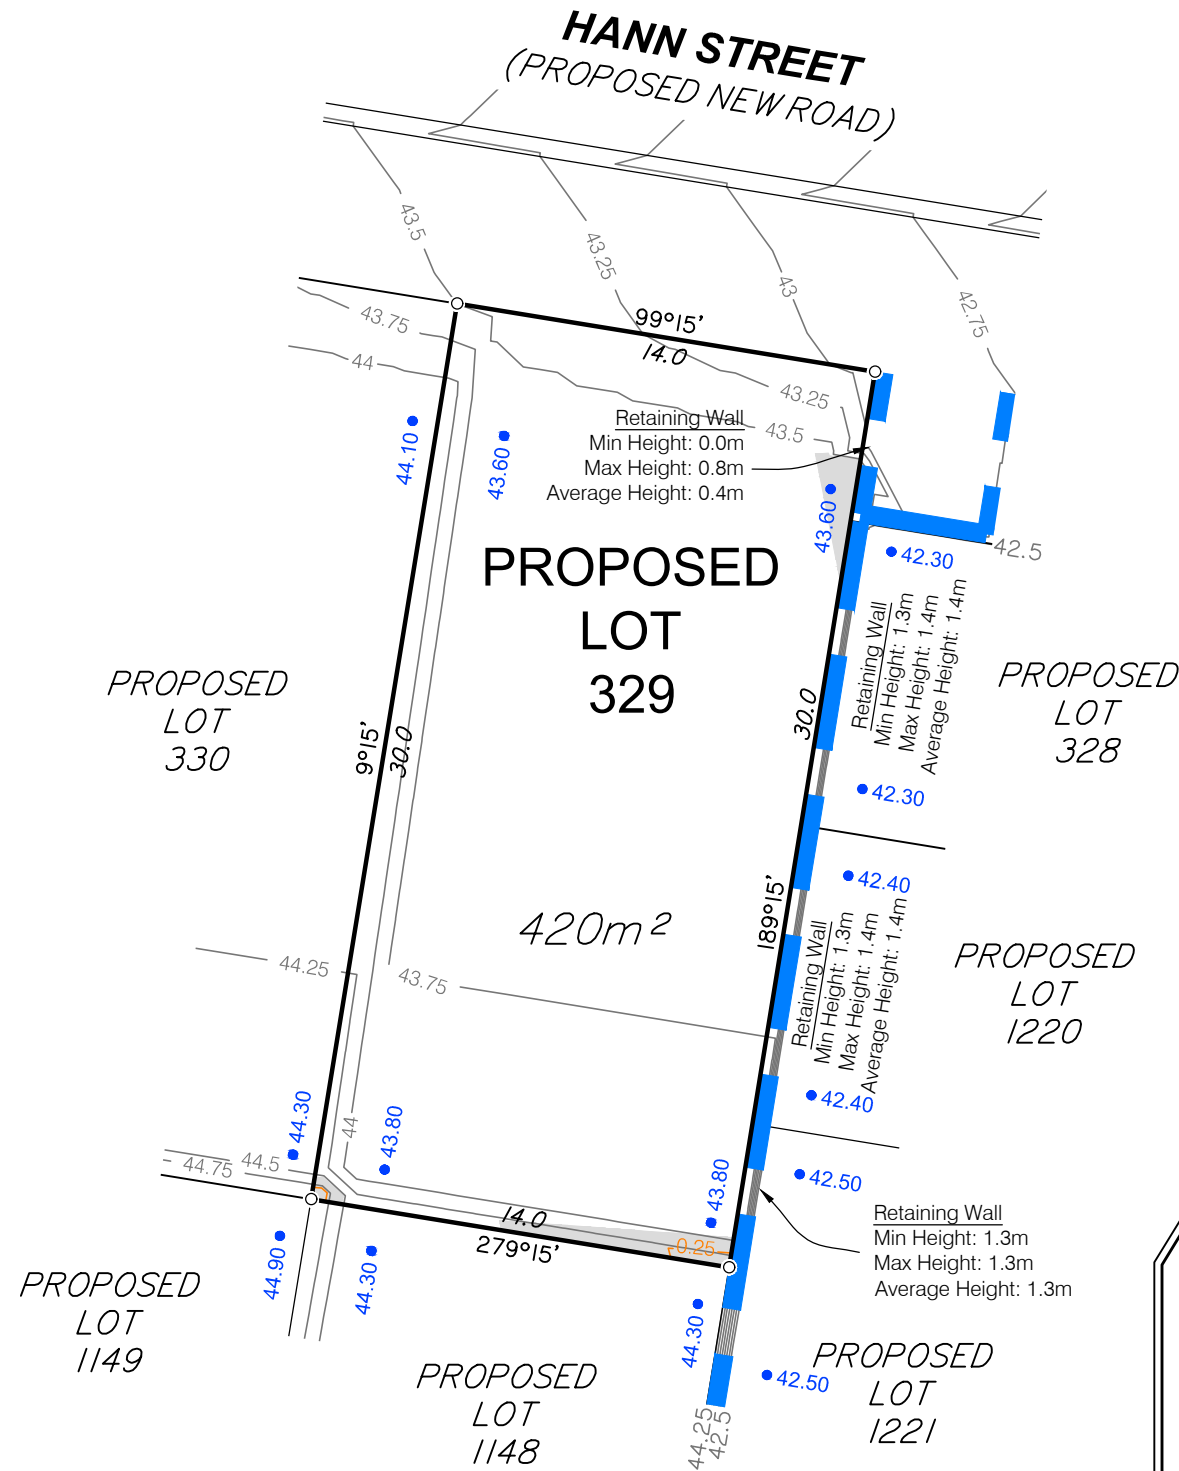 HANN STREET
(PROPOSED NEW ROAD)
43.5
43.25
43
42.75
43.75
44
99°15'
14.0
43.25
43.5
Retaining Wall
Min Height: 0.0m
Max Height: 0.8m
Average Height: 0.4m
44.10
43.60
43.60
PROPOSED
LOT
329
42.30
42.5
Retaining Wall
Min Height: 1.3m
Max Height: 1.4m
Average Height: 1.4m
PROPOSED
LOT
330
PROPOSED
LOT
328
9°15'
30.0
30.0
42.30
42.40
189°15'
420m²
Retaining Wall
Min Height: 1.3m
Max Height: 1.4m
Average Height: 1.4m
PROPOSED
LOT
1220
44.25
43.75
42.40
44.30
44
43.80
43.80
44.75
44.5
42.50
14.0
279°15'
0.25
Retaining Wall
Min Height: 1.3m
Max Height: 1.3m
Average Height: 1.3m
44.90
44.30
44.30
PROPOSED
LOT
1149
PROPOSED
LOT
1148
42.50
PROPOSED
LOT
1221
44.25
42.5